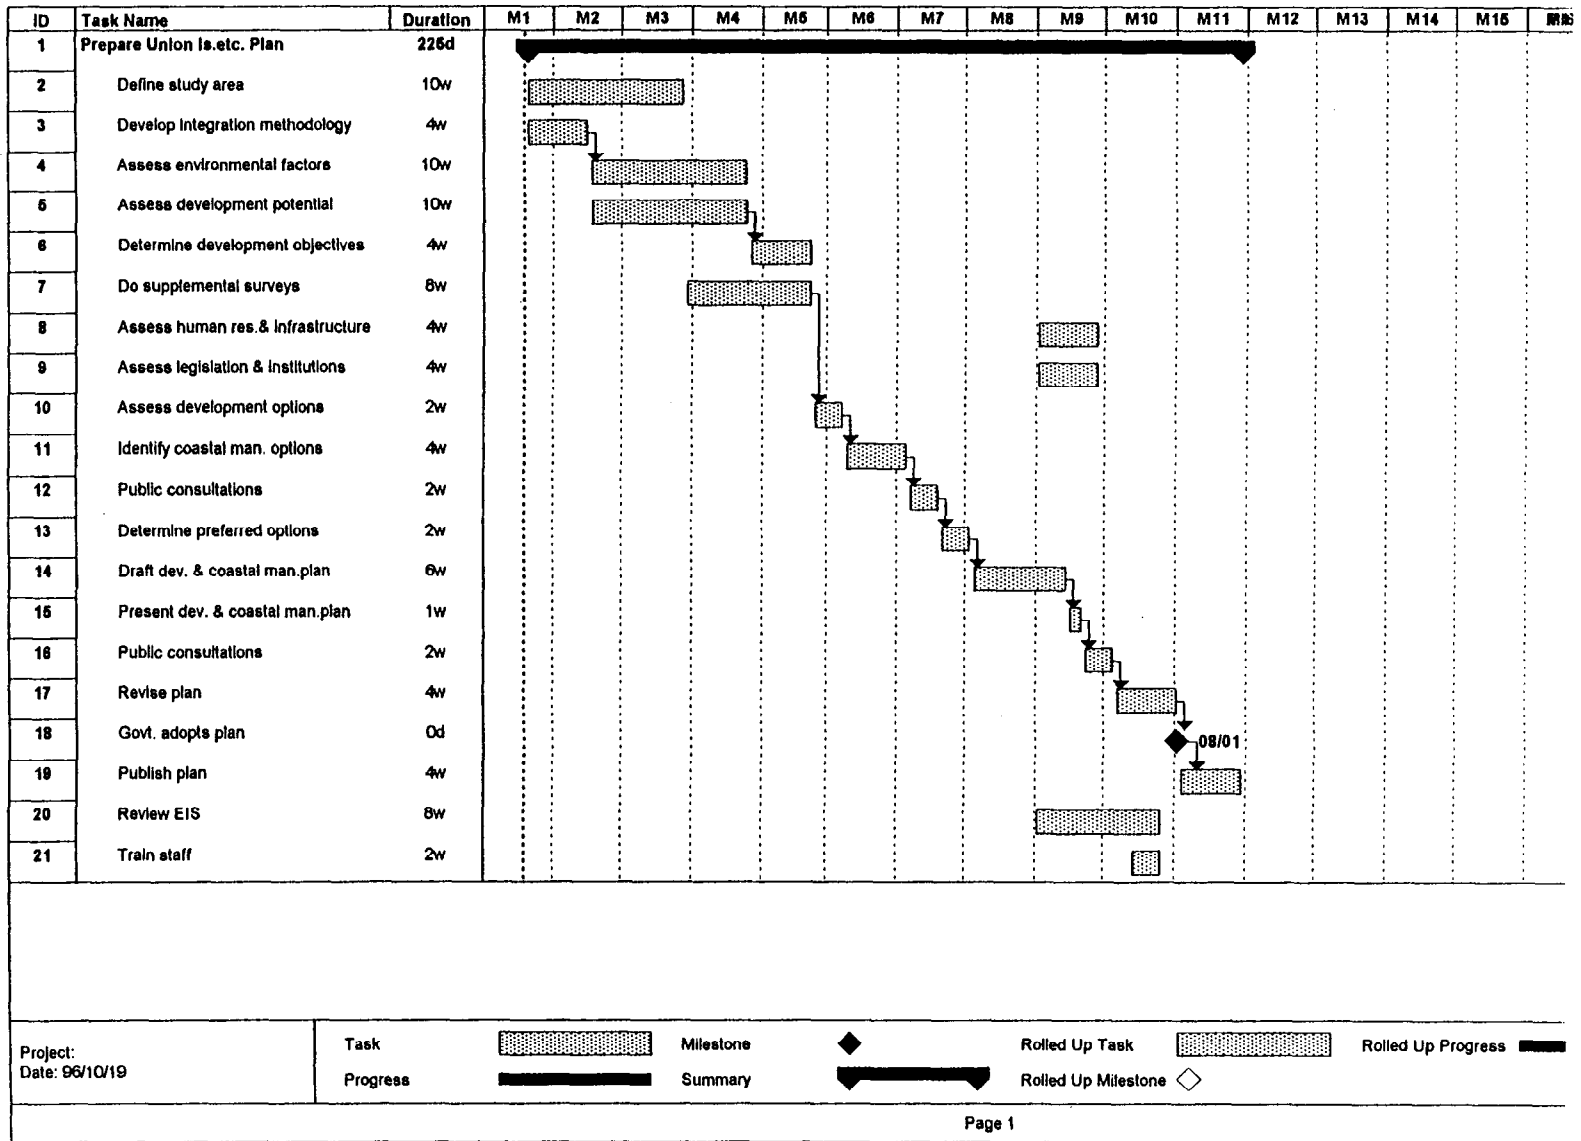 ID Task Name Duration M1 M2 M3 M4 M5 M6 M7 M8 M9 M10 M11 M12 M13 M14 M15
1 Prepare Union Is.etc. Plan 225d
2 Define study area 10w
3 Develop Integration methodology 4w
4 Assess environmental factors 10w
5 Assess development potential 10w
6 Determine development objectives 4w
7 Do supplemental surveys 8w
8 Assess human res.& Infrastructure 4w
9 Assess legislation & Institutions 4w
10 Assess development options 2w
11 Identify coastal man. options 4w
12 Public consultations 2w
13 Determine preferred options 2w
14 Draft dev. & coastal man.plan 6w
15 Present dev. & coastal man.plan 1w
16 Public consultations 2w
17 Revise plan 4w
18 Govt. adopts plan 0d 08/01
19 Publish plan 4w
20 Review EIS 8w
21 Train staff 2w
Project:
Date: 96/10/19
Task Milestone Rolled Up Task Rolled Up Progress
Progress Summary Rolled Up Milestone
Page 1